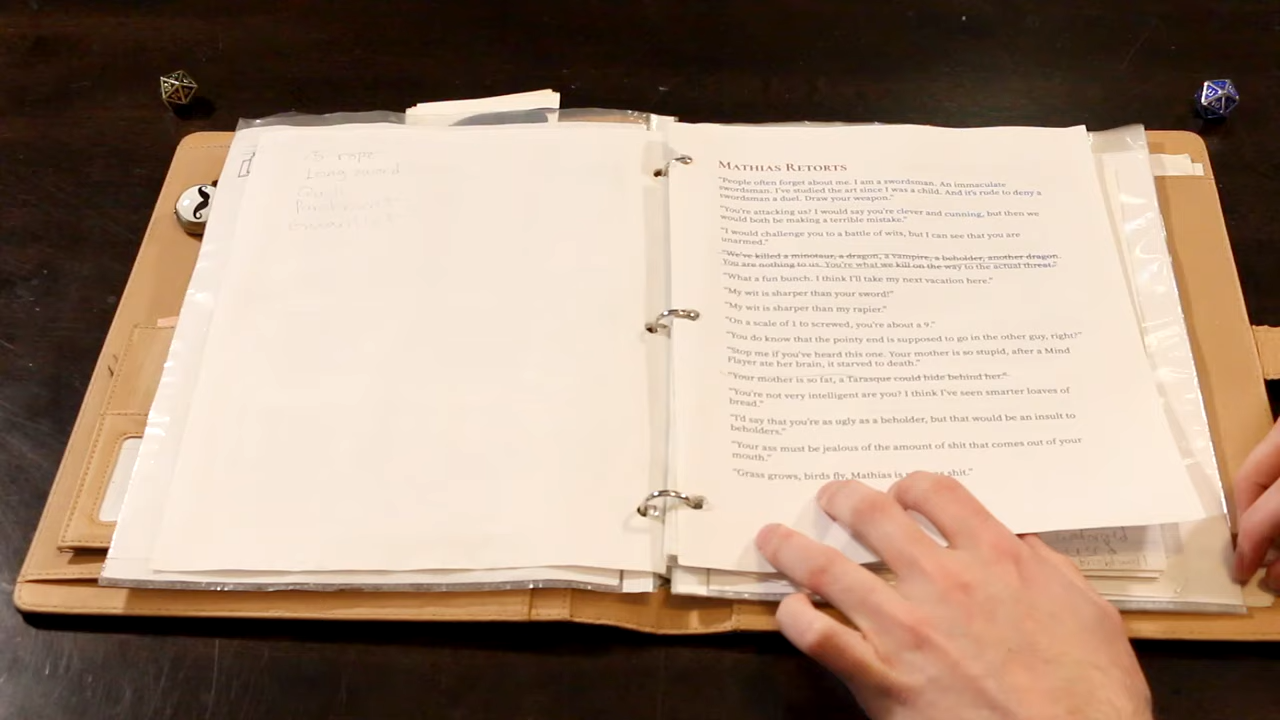 5 rope
Long sword
MATHIAS RETORTS
"People often forget about me. I am a swordsman. An immaculate
swordsman. I've studied the art since I was a child. And it's rude to deny a
swordsman a duel. Draw your weapon."
"You're attacking us? I would say you're clever and cunning, but then we
would both be making a terrible mistake."
"I would challenge you to a battle of wits, but I can see that you are
unarmed."
"We've killed a minotaur, a dragon, a vampire, a beholder, another dragon.
You are nothing to us. You're what we kill on the way to the actual threat."
"What a fun bunch. I think I'll take my next vacation here."
"My wit is sharper than your sword!"
"My wit is sharper than my rapier."
"On a scale of 1 to screwed, you're about a 9."
"You do know that the pointy end is supposed to go in the other guy, right?"
"Stop me if you've heard this one. Your mother is so stupid, after a Mind
Flayer ate her brain, it starved to death."
"Your mother is so fat, a Tarasque could hide behind her."
"You're not very intelligent are you? I think I've seen smarter loaves of
bread."
"I'd say that you're as ugly as a beholder, but that would be an insult to
beholders."
"Your ass must be jealous of the amount of shit that comes out of your
mouth."
"Grass grows, birds fly, Mathias is shit."